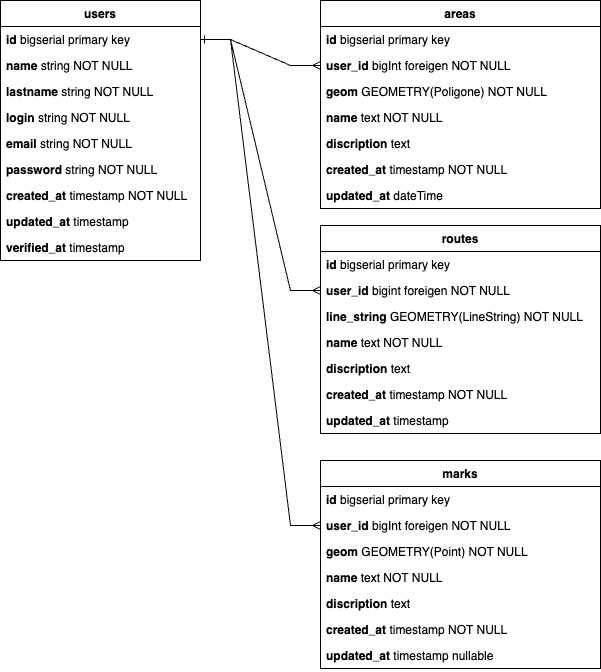 users
id bigserial primary key
name string NOT NULL
lastname string NOT NULL
login string NOT NULL
email string NOT NULL
password string NOT NULL
created_at timestamp NOT NULL
updated_at timestamp
verified_at timestamp
areas
id bigserial primary key
user_id bigInt foreigen NOT NULL
geom GEOMETRY(Poligone) NOT NULL
name text NOT NULL
discription text
created_at timestamp NOT NULL
updated_at dateTime
routes
id bigserial primary key
user_id bigint foreigen NOT NULL
line_string GEOMETRY(LineString) NOT NULL
name text NOT NULL
discription text
created_at timestamp NOT NULL
updated_at timestamp
marks
id bigserial primary key
user_id bigInt foreigen NOT NULL
geom GEOMETRY(Point) NOT NULL
name text NOT NULL
discription text
created_at timestamp NOT NULL
updated_at timestamp nullable